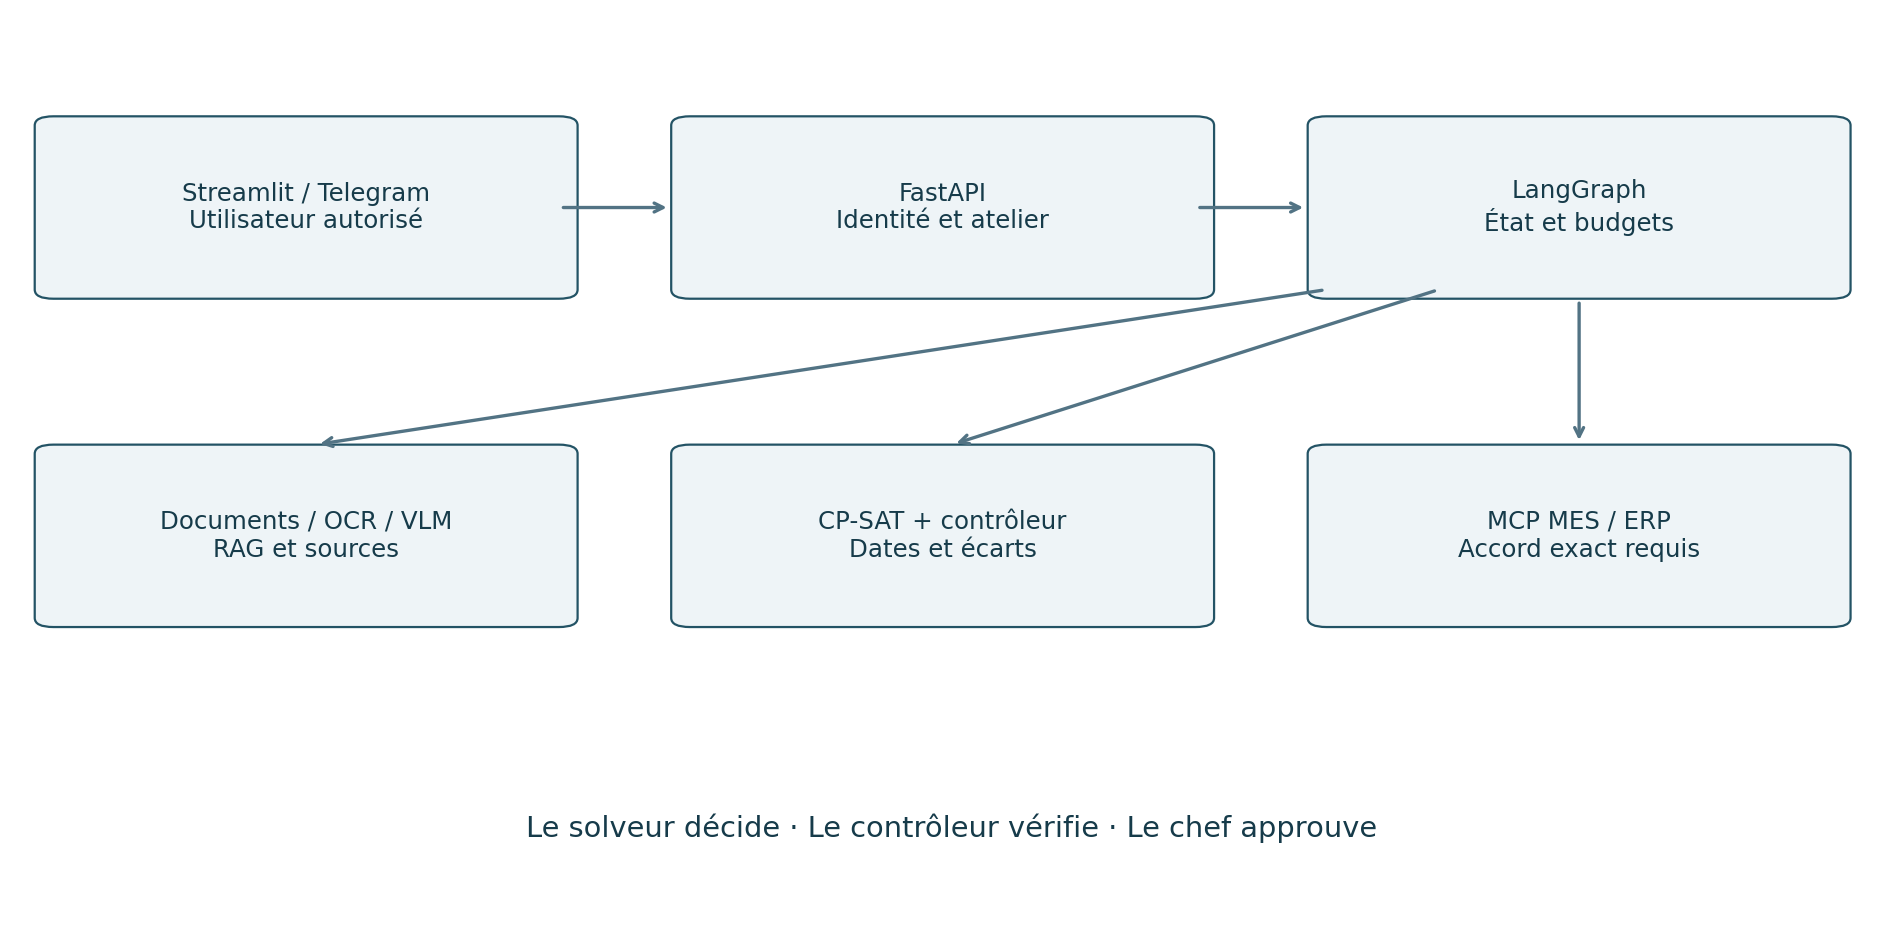 Streamlit / Telegram
Utilisateur autorisé
FastAPI
Identité et atelier
LangGraph
État et budgets
Documents / OCR / VLM
RAG et sources
CP-SAT + contrôleur
Dates et écarts
MCP MES / ERP
Accord exact requis
Le solveur décide · Le contrôleur vérifie · Le chef approuve